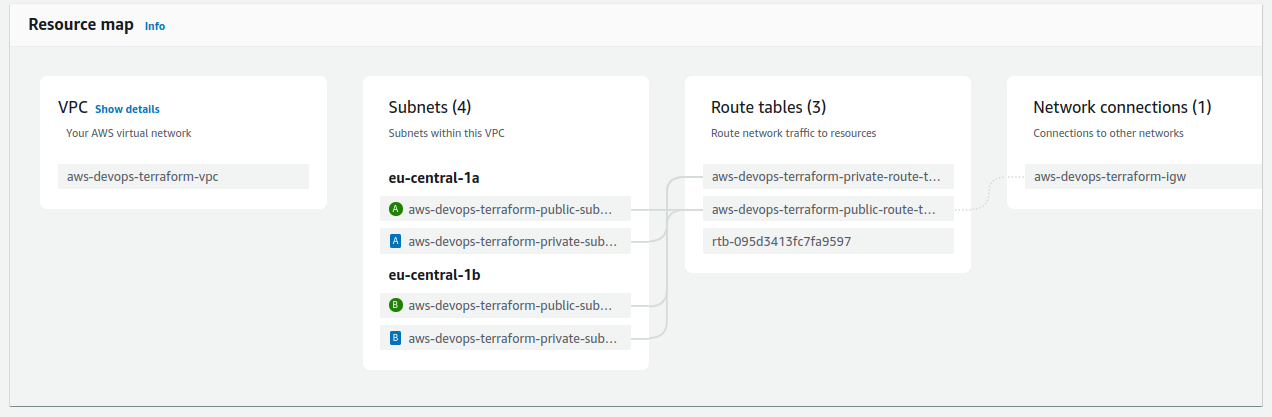 Resource map Info
VPC Show details
Your AWS virtual network
aws-devops-terraform-vpc
Subnets (4)
Subnets within this VPC
eu-central-1a
A aws-devops-terraform-public-sub...
A aws-devops-terraform-private-sub...
eu-central-1b
B aws-devops-terraform-public-sub...
B aws-devops-terraform-private-sub...
Route tables (3)
Route network traffic to resources
aws-devops-terraform-private-route-t...
aws-devops-terraform-public-route-t...
rtb-095d3413fc7fa9597
Network connections (1)
Connections to other networks
aws-devops-terraform-igw